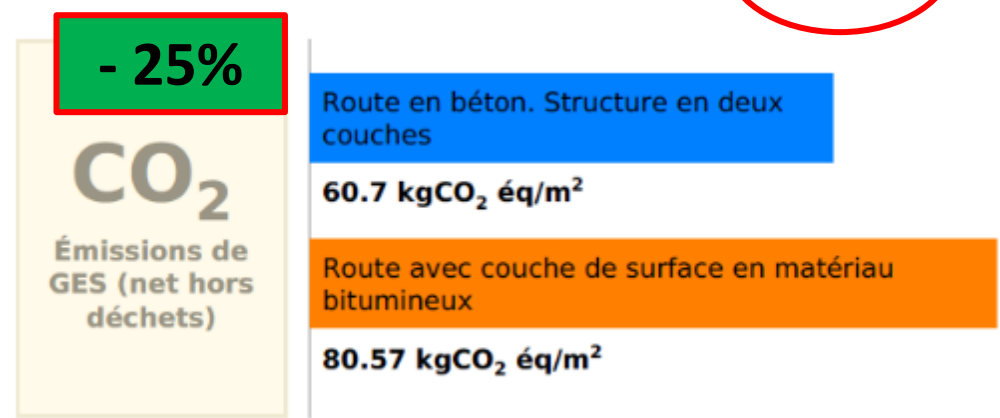 - 25%
CO₂
Émissions de
GES (net hors
déchets)
Route en béton. Structure en deux
couches
60.7 kgCO₂ éq/m²
Route avec couche de surface en matériau
bitumineux
80.57 kgCO₂ éq/m²